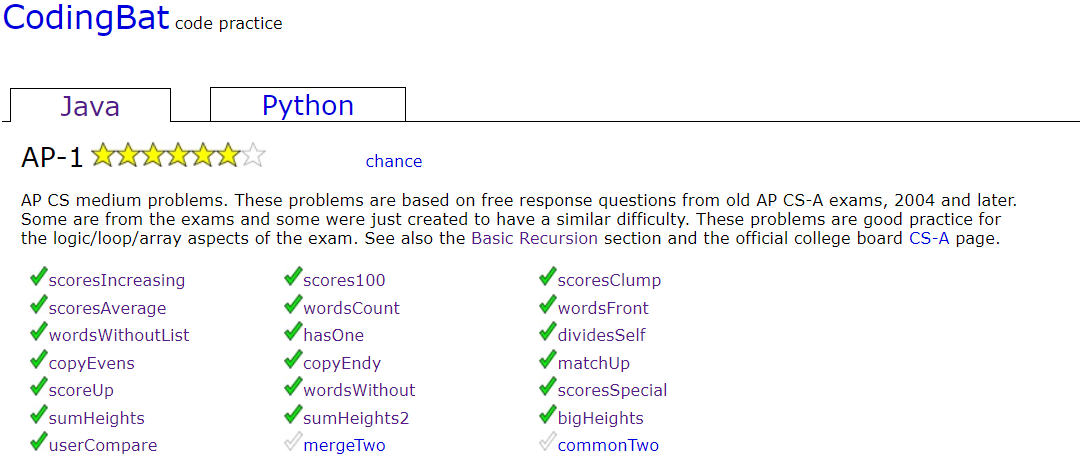 CodingBat code practice
Java Python
AP-1 chance
AP CS medium problems. These problems are based on free response questions from old AP CS-A exams, 2004 and later.
Some are from the exams and some were just created to have a similar difficulty. These problems are good practice for
the logic/loop/array aspects of the exam. See also the Basic Recursion section and the official college board CS-A page.
scoresIncreasing scores100 scoresClump
scoresAverage wordsCount wordsFront
wordsWithoutList hasOne dividesSelf
copyEvens copyEndy matchUp
scoreUp wordsWithout scoresSpecial
sumHeights sumHeights2 bigHeights
userCompare mergeTwo commonTwo